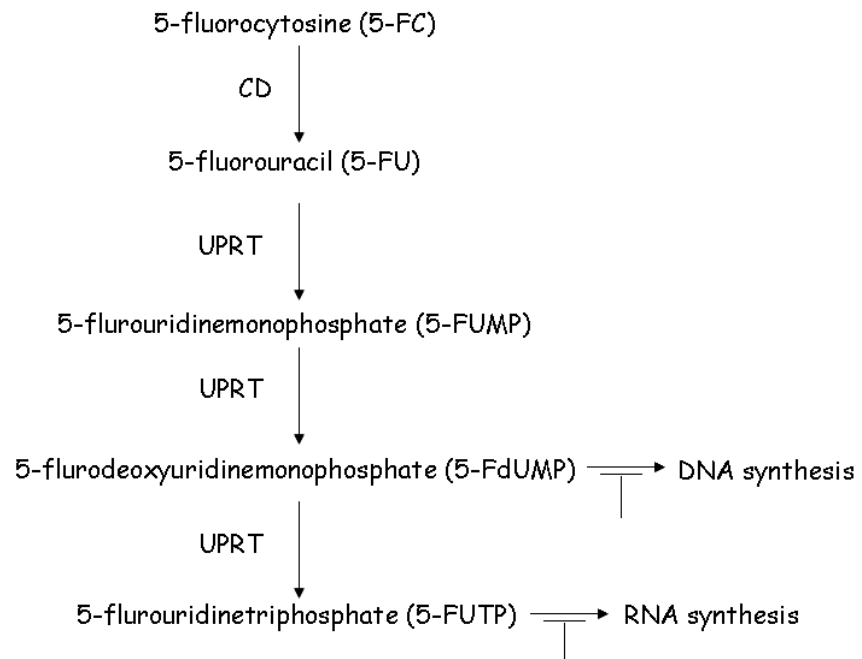 5-fluorocytosine (5-FC)
CD
5-fluorouracil (5-FU)
UPRT
5-flurouridinemonophosphate (5-FUMP)
UPRT
5-flurodeoxyuridinemonophosphate (5-FdUMP) DNA synthesis
UPRT
5-flurouridinetriphosphate (5-FUTP) RNA synthesis